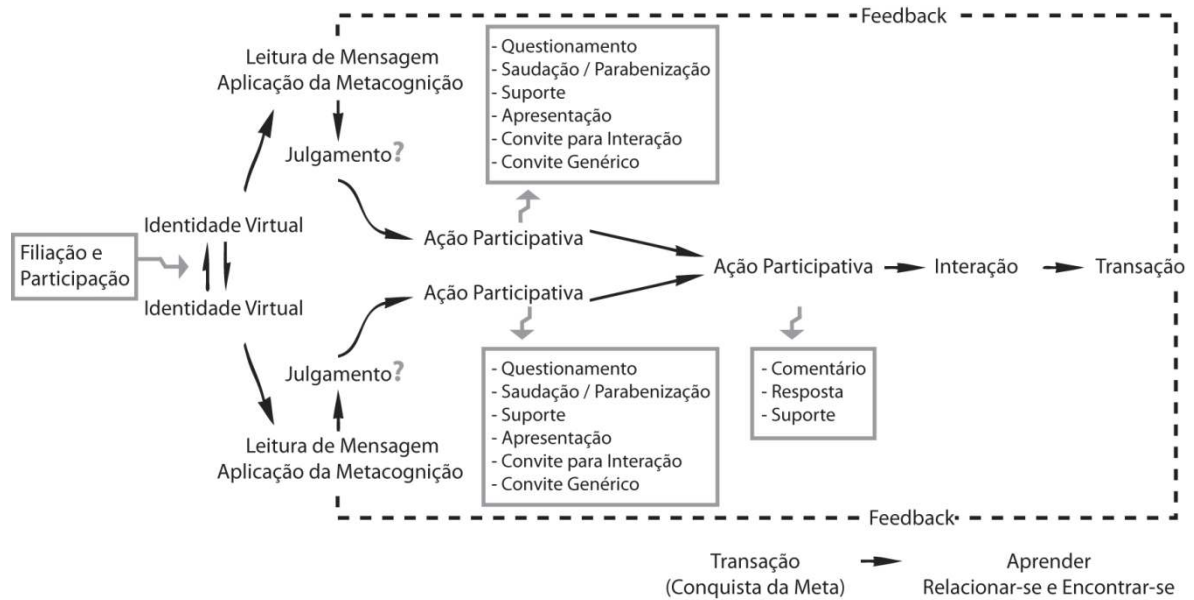 Feedback
Leitura de Mensagem
Aplicação da Metacognição
- Questionamento
- Saudação / Parabenização
- Suporte
- Apresentação
- Convite para Interação
- Convite Genérico
Julgamento?
Identidade Virtual
Ação Participativa
Filiação e
Participação
Ação Participativa
Interação
Transação
Ação Participativa
Identidade Virtual
Julgamento?
- Questionamento
- Saudação / Parabenização
- Suporte
- Apresentação
- Convite para Interação
- Convite Genérico
- Comentário
- Resposta
- Suporte
Leitura de Mensagem
Aplicação da Metacognição
Feedback
Transação
(Conquista da Meta)
Aprender
Relacionar-se e Encontrar-se